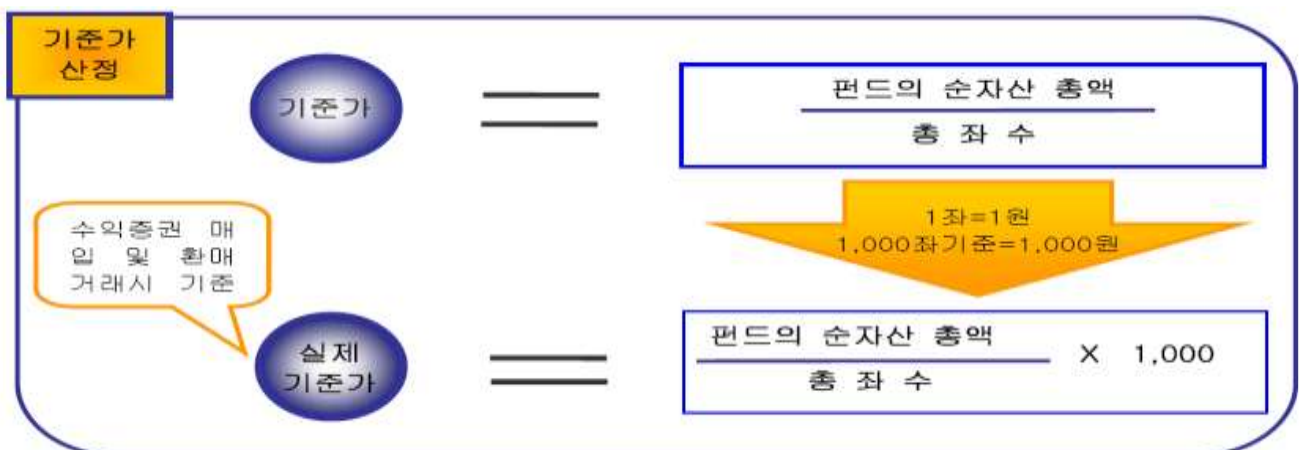 기준가
산정
기준가
펀드의 순자산 총액
총 좌 수
1좌=1원
1,000좌기준=1,000원
수익증권 매
입 및 환매
거래시 기준
실제
기준가
펀드의 순자산 총액
총 좌 수
X 1,000